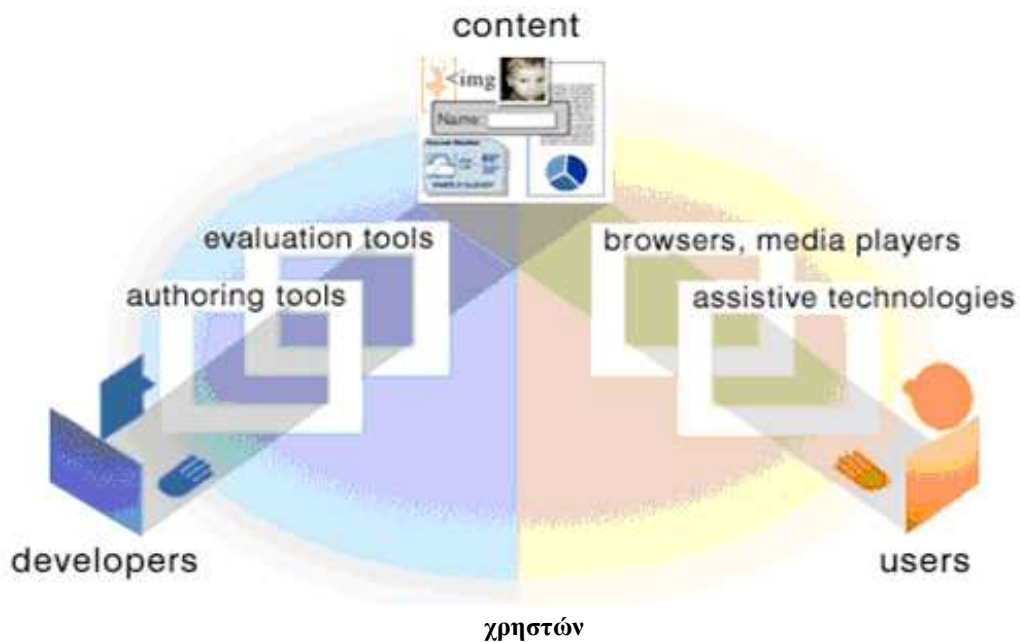 content
<img
Name:
evaluation tools
browsers, media players
authoring tools
assistive technologies
developers
users
χρηστών